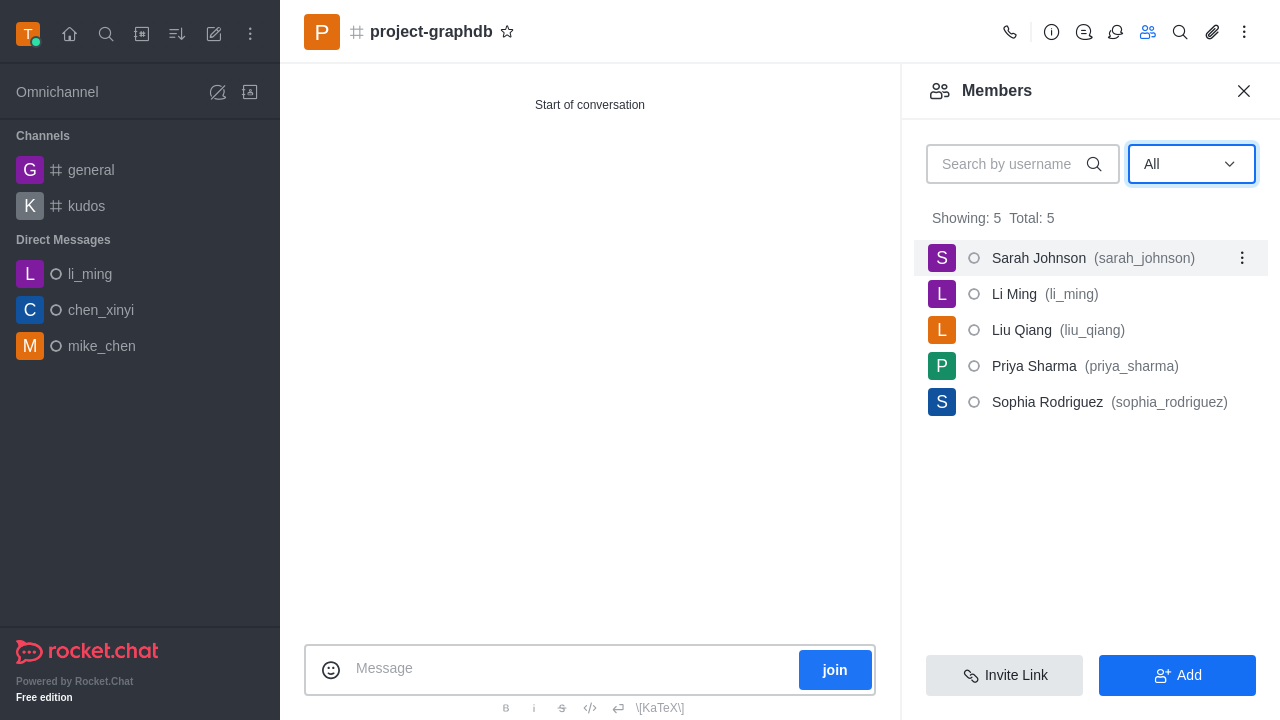 T
Omnichannel
Channels
G general
K kudos
Direct Messages
L li_ming
C chen_xinyi
M mike_chen
rocket.chat
Powered by Rocket.Chat
Free edition
P project-graphdb
Start of conversation
Message
join
B i S </> \[KaTeX\]
Members
Search by username
All
Showing: 5 Total: 5
S Sarah Johnson (sarah_johnson)
L Li Ming (li_ming)
L Liu Qiang (liu_qiang)
P Priya Sharma (priya_sharma)
S Sophia Rodriguez (sophia_rodriguez)
Invite Link
Add